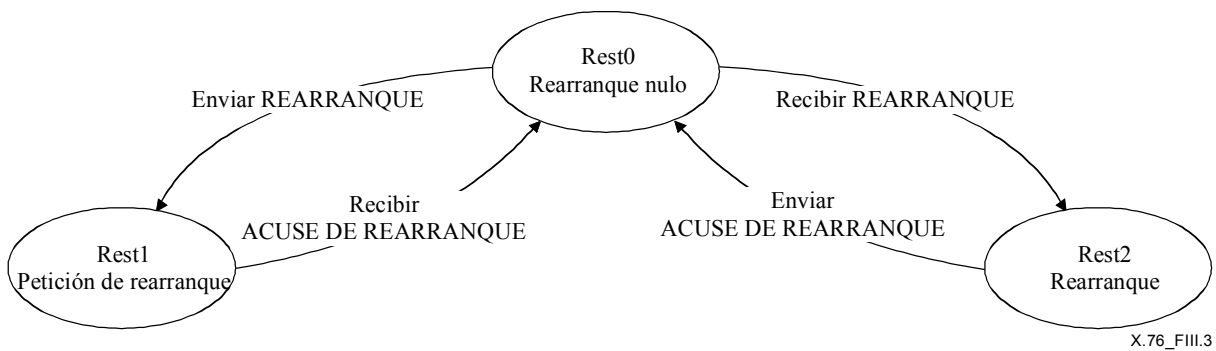 Rest0
Rearranque nulo
Enviar REARRANQUE
Recibir REARRANQUE
Recibir
ACUSE DE REARRANQUE
Enviar
ACUSE DE REARRANQUE
Rest1
Petición de rearranque
Rest2
Rearranque
X.76_FIII.3